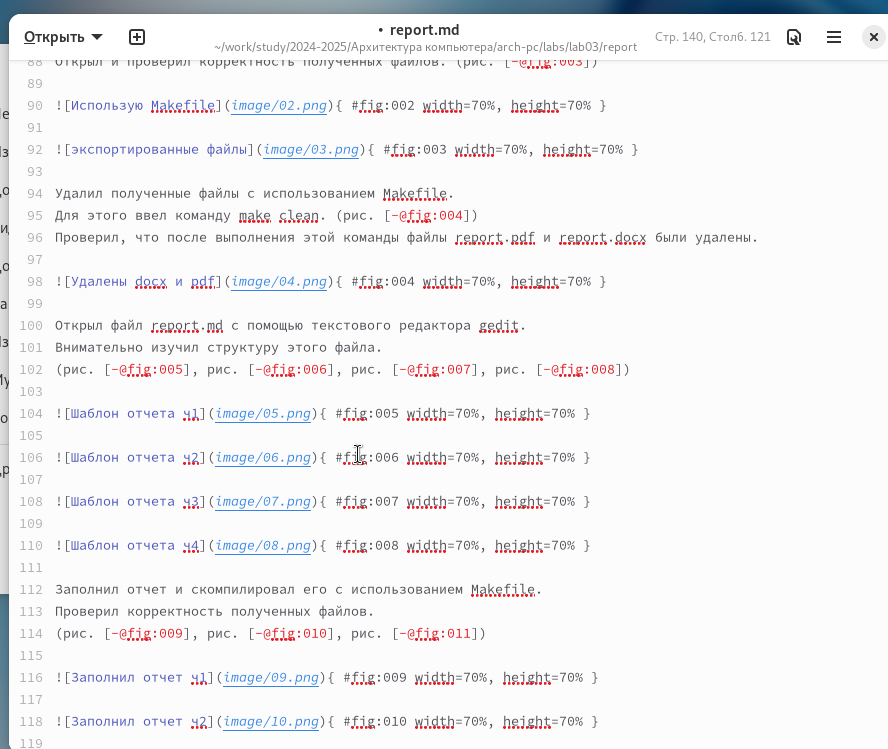 Открыть
• report.md
~/work/study/2024-2025/Архитектура компьютера/arch-pc/labs/lab03/report
Стр. 140, Столб. 121
88 Открыл и проверил корректность полученных файлов. (рис. [-@fig:003])
89
90 ![Использую Makefile](image/02.png){ #fig:002 width=70%, height=70% }
91
92 ![экспортированные файлы](image/03.png){ #fig:003 width=70%, height=70% }
93
94 Удалил полученные файлы с использованием Makefile.
95 Для этого ввел команду make clean. (рис. [-@fig:004])
96 Проверил, что после выполнения этой команды файлы report.pdf и report.docx были удалены.
97
98 ![Удалены docx и pdf](image/04.png){ #fig:004 width=70%, height=70% }
99
100 Открыл файл report.md с помощью текстового редактора gedit.
101 Внимательно изучил структуру этого файла.
102 (рис. [-@fig:005], рис. [-@fig:006], рис. [-@fig:007], рис. [-@fig:008])
103
104 ![Шаблон отчета ч1](image/05.png){ #fig:005 width=70%, height=70% }
105
106 ![Шаблон отчета ч2](image/06.png){ #fig:006 width=70%, height=70% }
107
108 ![Шаблон отчета ч3](image/07.png){ #fig:007 width=70%, height=70% }
109
110 ![Шаблон отчета ч4](image/08.png){ #fig:008 width=70%, height=70% }
111
112 Заполнил отчет и скомпилировал его с использованием Makefile.
113 Проверил корректность полученных файлов.
114 (рис. [-@fig:009], рис. [-@fig:010], рис. [-@fig:011])
115
116 ![Заполнил отчет ч1](image/09.png){ #fig:009 width=70%, height=70% }
117
118 ![Заполнил отчет ч2](image/10.png){ #fig:010 width=70%, height=70% }
119